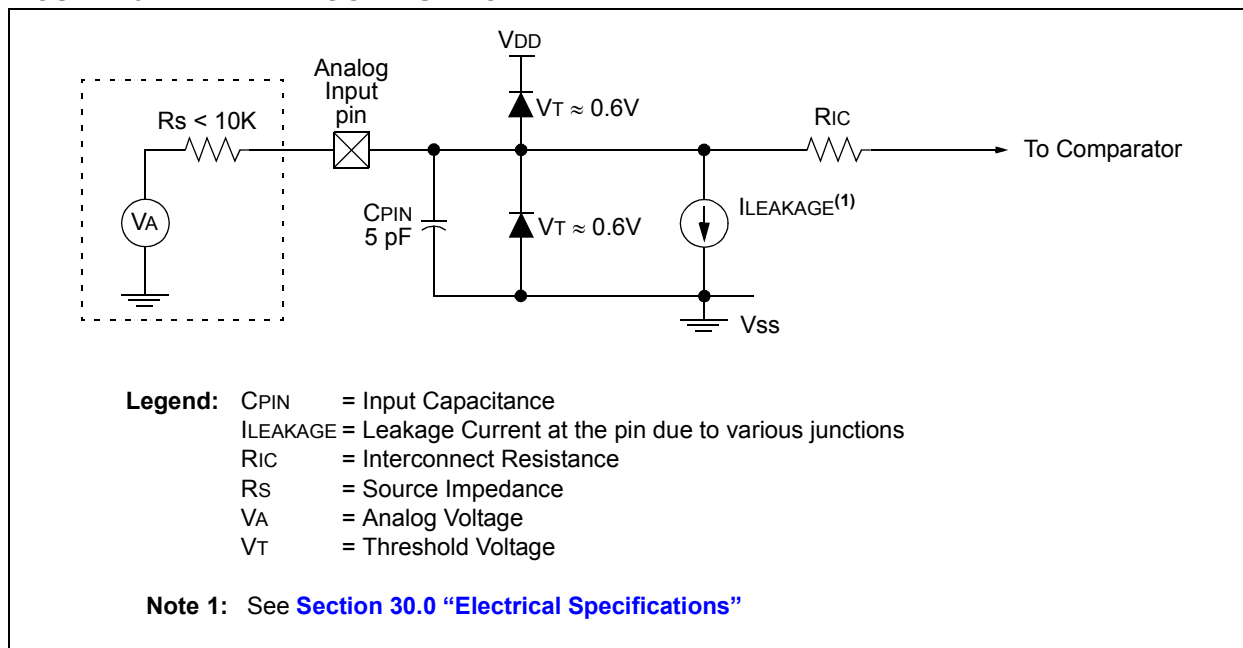 VDD
Analog
Input
pin
Rs < 10K
VT ≈ 0.6V
RIC
To Comparator
VA
CPIN
5 pF
VT ≈ 0.6V
ILEAKAGE(1)
Vss
Legend: CPIN = Input Capacitance
ILEAKAGE = Leakage Current at the pin due to various junctions
RIC = Interconnect Resistance
RS = Source Impedance
VA = Analog Voltage
VT = Threshold Voltage
Note 1: See Section 30.0 “Electrical Specifications”